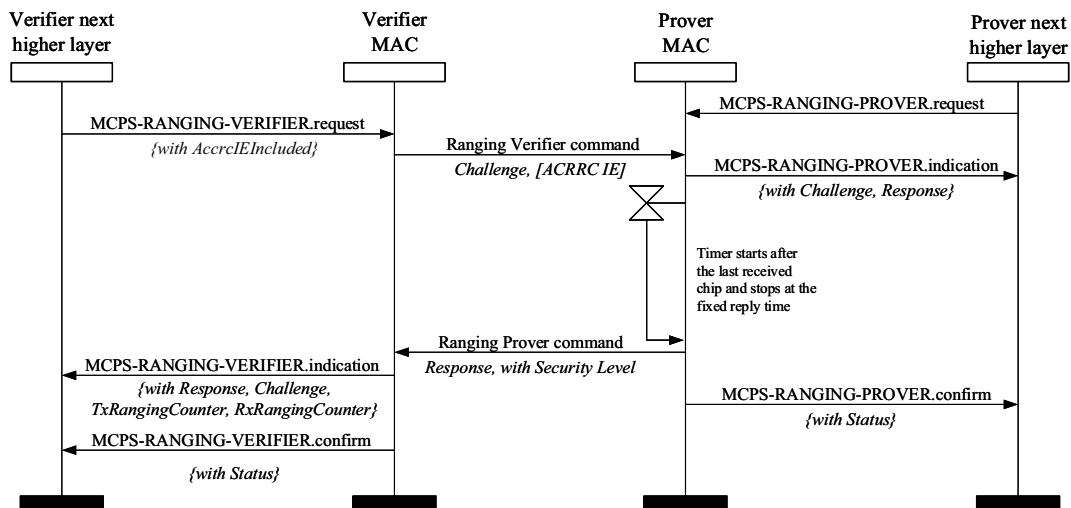 Verifier next
higher layer
Verifier
MAC
Prover
MAC
Prover next
higher layer
MCPS-RANGING-PROVER.request
MCPS-RANGING-VERIFIER.request
{with AccrcIEIncluded}
Ranging Verifier command
Challenge, [ACRRC IE]
MCPS-RANGING-PROVER.indication
{with Challenge, Response}
Timer starts after
the last received
chip and stops at the
fixed reply time
Ranging Prover command
Response, with Security Level
MCPS-RANGING-VERIFIER.indication
{with Response, Challenge,
TxRangingCounter, RxRangingCounter}
MCPS-RANGING-PROVER.confirm
{with Status}
MCPS-RANGING-VERIFIER.confirm
{with Status}